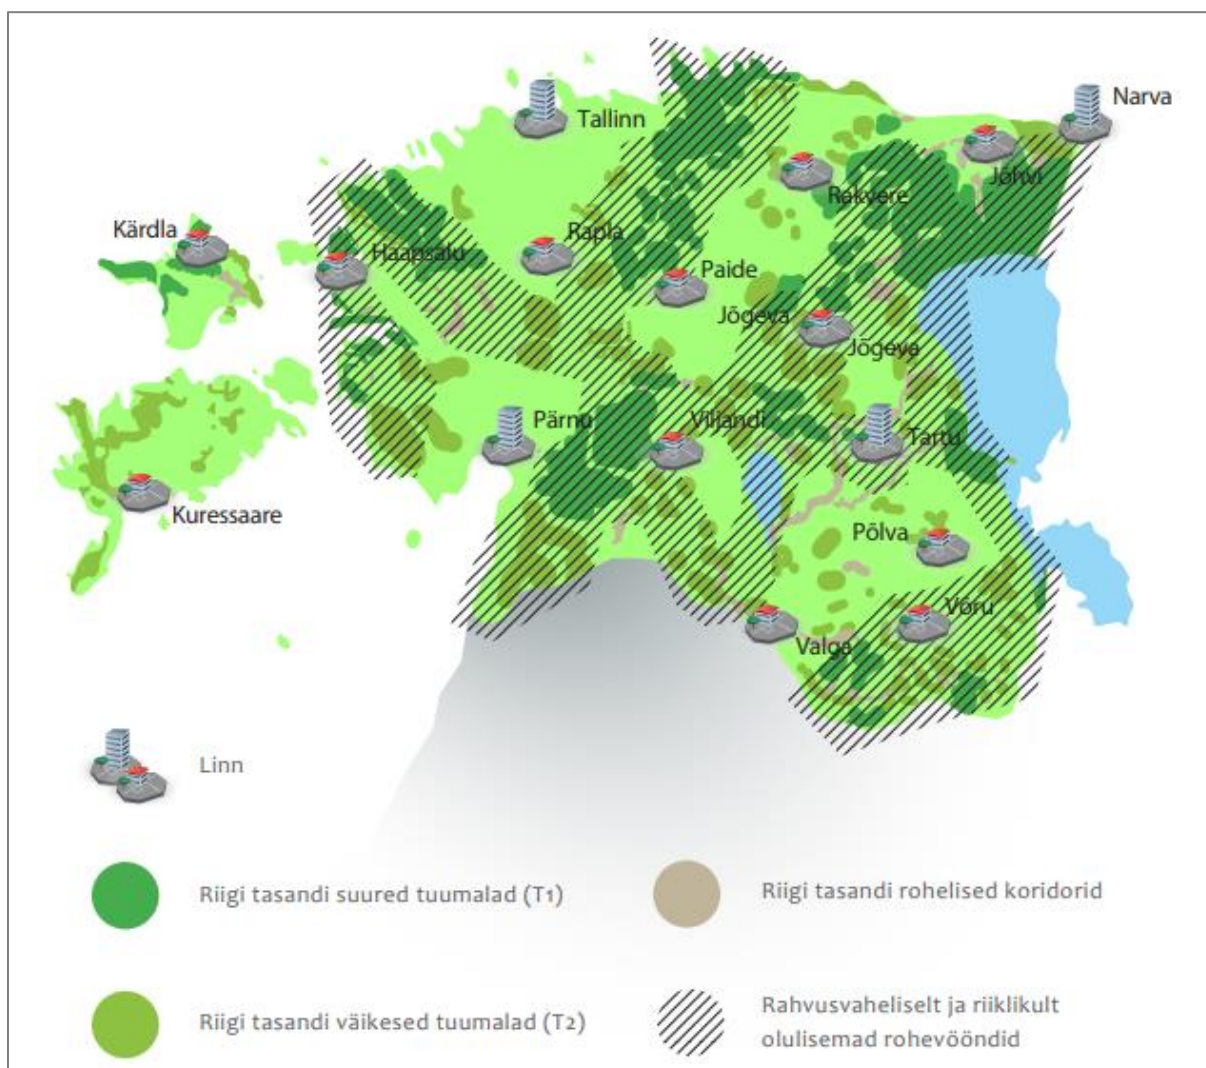 Narva
Tallinn
Jõhvi
Rakvere
Kärdla
Haapsalu
Rapla
Paide
Jõgeva
Jõgeva
Pärnu
Viljandi
Tartu
Kuressaare
Põlva
Võru
Valga
Linn
Riigi tasandi suured tuumalad (T1)
Riigi tasandi rohelised koridorid
Riigi tasandi väikesed tuumalad (T2)
Rahvusvaheliselt ja riiklikult
olulisemad rohevööndid